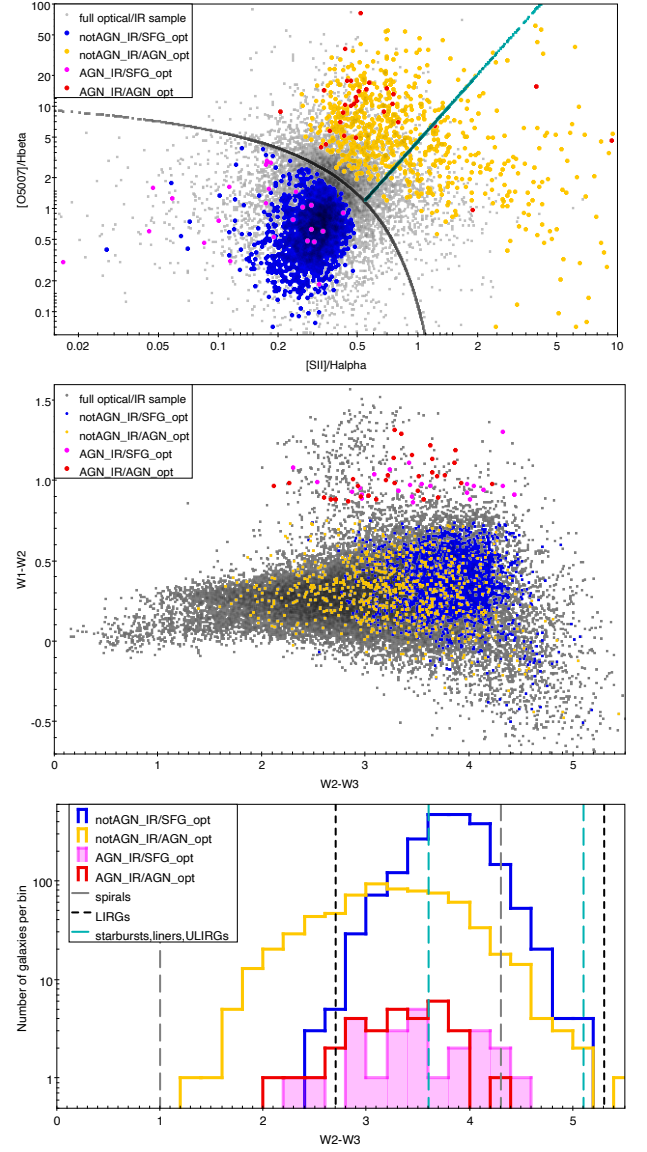 100
50
20
10
5
2
1
0.5
0.2
0.1
[O5007]/Hbeta
full optical/IR sample
notAGN_IR/SFG_opt
notAGN_IR/AGN_opt
AGN_IR/SFG_opt
AGN_IR/AGN_opt
0.02 0.05 0.1 0.2 0.5 1 2 5 10
[SII]/Halpha
1.5
1.0
0.5
0
-0.5
W1-W2
full optical/IR sample
notAGN_IR/SFG_opt
notAGN_IR/AGN_opt
AGN_IR/SFG_opt
AGN_IR/AGN_opt
0 1 2 3 4 5
W2-W3
100
10
1
Number of galaxies per bin
notAGN_IR/SFG_opt
notAGN_IR/AGN_opt
AGN_IR/SFG_opt
AGN_IR/AGN_opt
spirals
LIRGs
starbursts,liners,ULIRGs
0 1 2 3 4 5
W2-W3